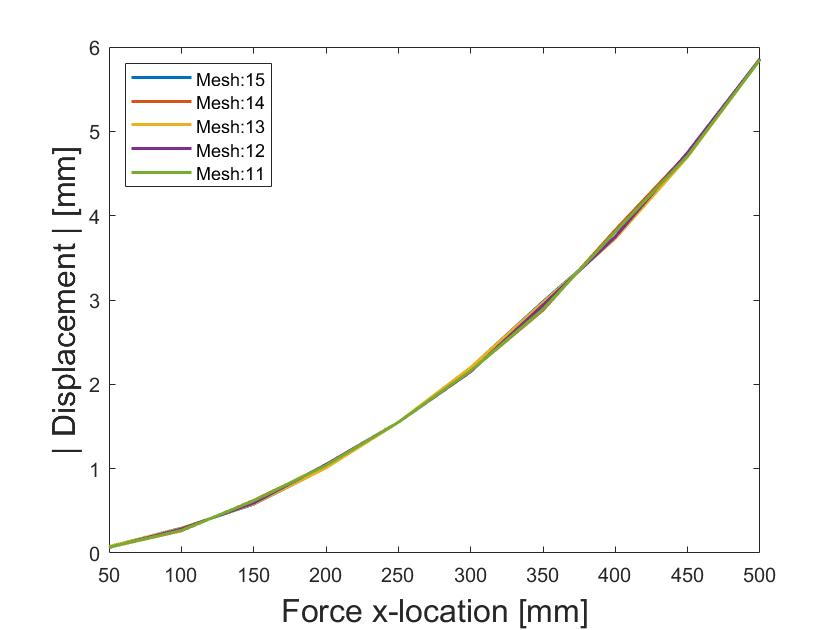 6
5
4
3
2
1
0
| Displacement | [mm]
Mesh:15
Mesh:14
Mesh:13
Mesh:12
Mesh:11
50 100 150 200 250 300 350 400 450 500
Force x-location [mm]